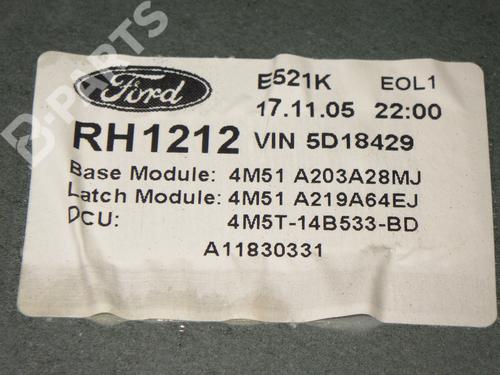 B-PARTS
Ford
E521K EOL1
17.11.05 22:00
RH1212 VIN 5D18429
Base Module: 4M51 A203A28MJ
Latch Module: 4M51 A219A64EJ
DCU: 4M5T-14B533-BD
A11830331